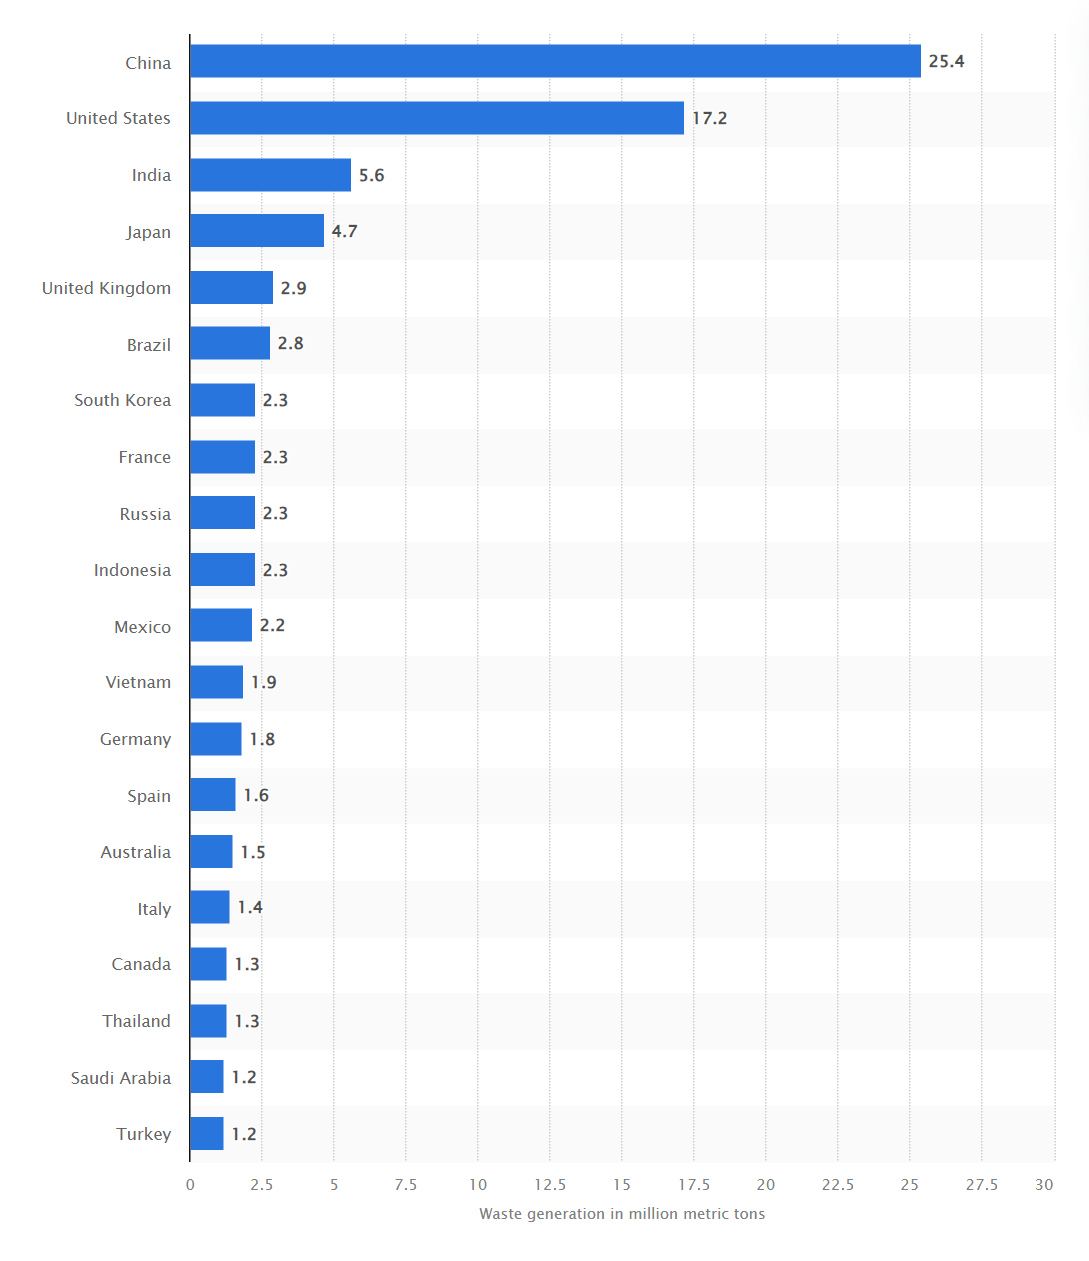 China 25.4
United States 17.2
India 5.6
Japan 4.7
United Kingdom 2.9
Brazil 2.8
South Korea 2.3
France 2.3
Russia 2.3
Indonesia 2.3
Mexico 2.2
Vietnam 1.9
Germany 1.8
Spain 1.6
Australia 1.5
Italy 1.4
Canada 1.3
Thailand 1.3
Saudi Arabia 1.2
Turkey 1.2
0 2.5 5 7.5 10 12.5 15 17.5 20 22.5 25 27.5 30
Waste generation in million metric tons